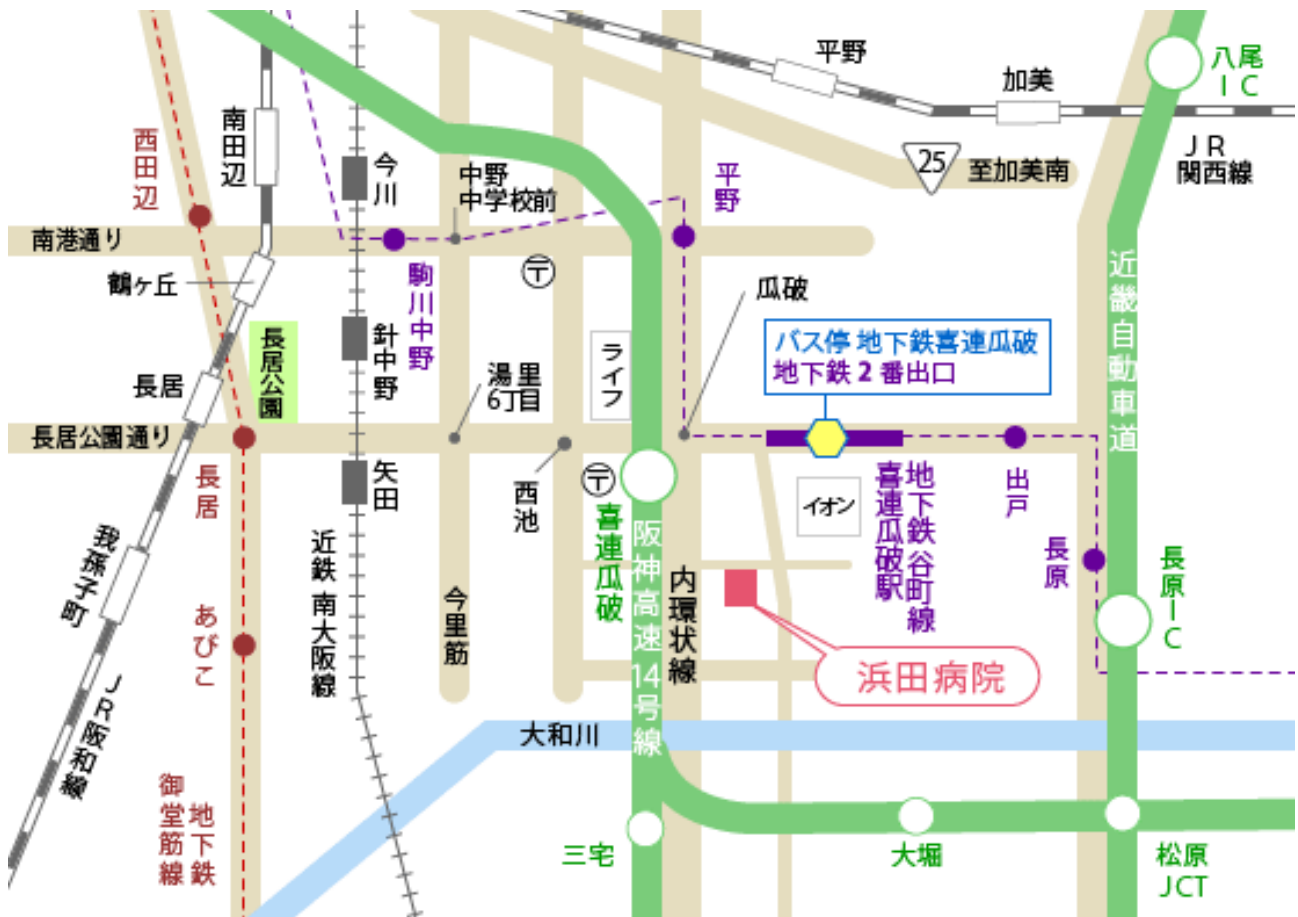 平野
加美
八尾
IC
JR
関西線
25
至加美南
南田辺
西田辺
今川
中野
中学校前
平野
南港通り
鶴ヶ丘
駒川中野
〒
瓜破
近畿自動車道
長居公園
針中野
ライフ
バス停 地下鉄喜連瓜破
地下鉄2番出口
長居
湯里
6丁目
長居公園通り
長居
矢田
西池
〒
喜連瓜破
イオン
地下鉄谷町線
喜連瓜破駅
出戸
長原
長原IC
阪神高速14号線
内環状線
我孫子町
あびこ
近鉄 南大阪線
今里筋
浜田病院
JR阪和線
大和川
地下鉄
御堂筋線
三宅
大堀
松原
JCT